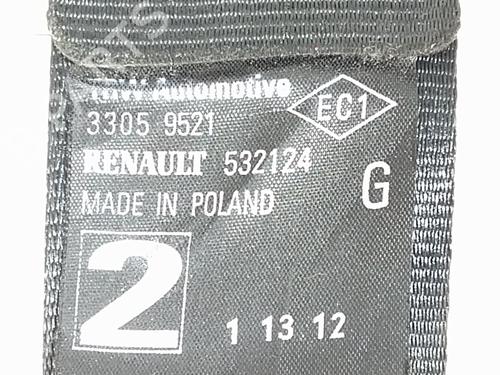 TRW Automotive
EC1
3305 9521
RENAULT 532124
G
MADE IN POLAND
2
1 13 12